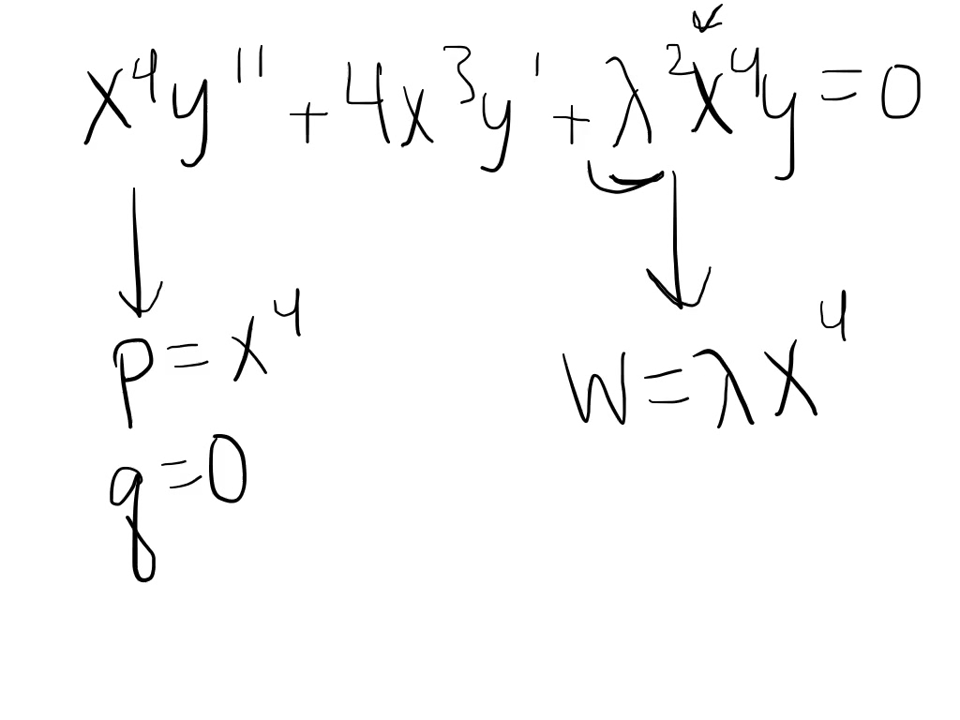 x⁴y'' + 4x³y' + λ²x⁴y = 0
p = x⁴
W = λx⁴
q = 0